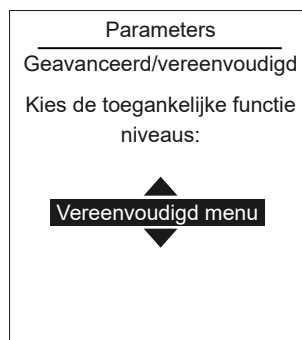 Parameters
Geavanceerd/vereenvoudigd
Kies de toegankelijke functie
niveaus:
Vereenvoudigd menu